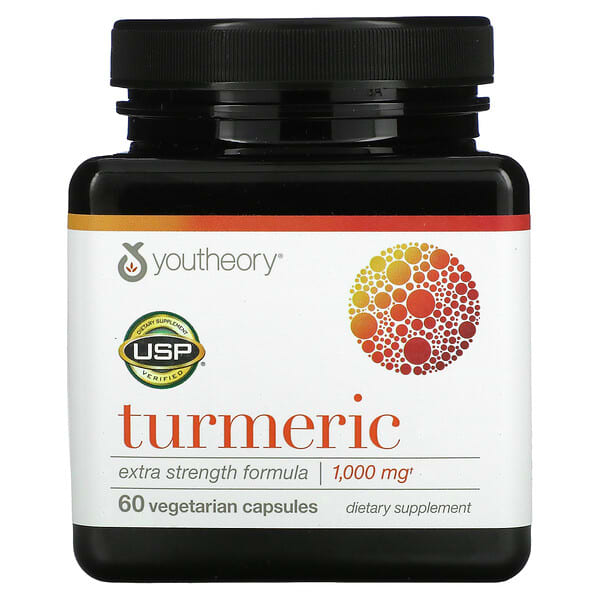 youtheory®
DIETARY SUPPLEMENT
USP®
VERIFIED
turmeric
extra strength formula | 1,000 mg†
60 vegetarian capsules
dietary supplement